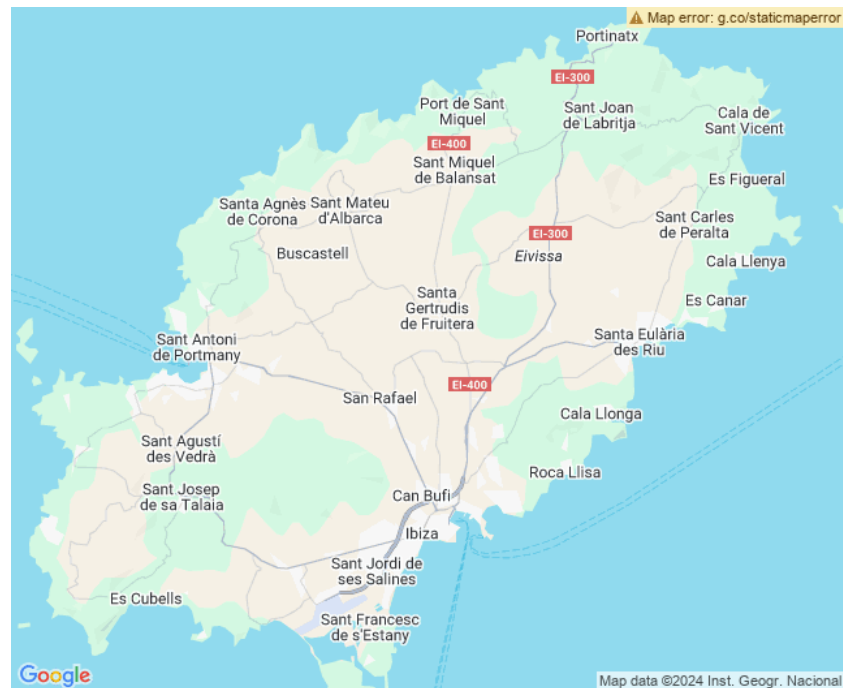 Map error: g.co/staticmaperror
Portinatx
EI-300
Port de Sant
Miquel
Sant Joan
de Labritja
Cala de
Sant Vicent
EI-400
Sant Miquel
de Balansat
Es Figueral
Santa Agnès
de Corona
Sant Mateu
d'Albarca
Sant Carles
de Peralta
EI-300
Buscastell
Eivissa
Cala Llenya
Santa
Gertrudis
de Fruitera
Es Canar
Sant Antoni
de Portmany
Santa Eulària
des Riu
EI-400
San Rafael
Cala Llonga
Sant Agustí
des Vedrà
Roca Llisa
Sant Josep
de sa Talaia
Can Bufi
Ibiza
Sant Jordi de
ses Salines
Es Cubells
Sant Francesc
de s'Estany
Google
Map data ©2024 Inst. Geogr. Nacional